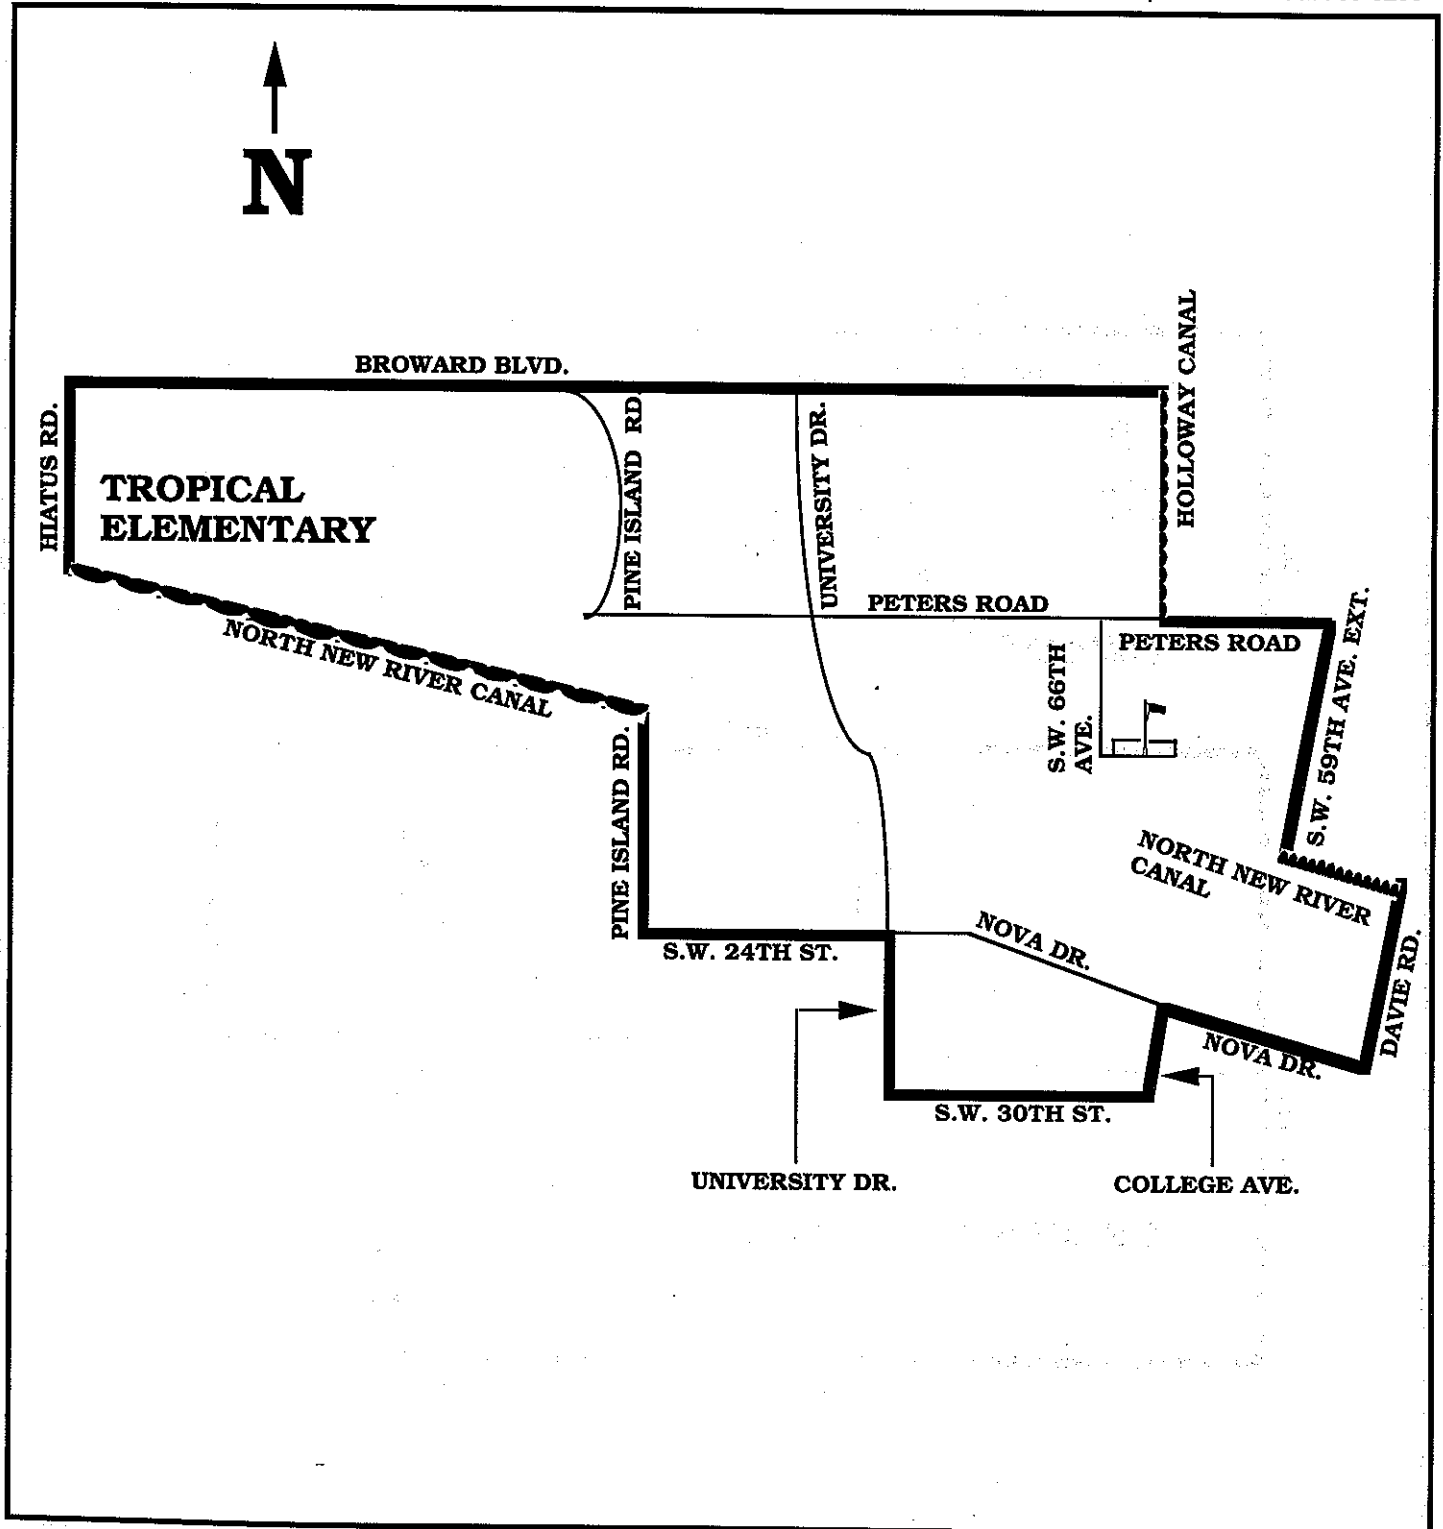 N
BROWARD BLVD.
HOLLOWAY CANAL
HIATUS RD.
TROPICAL
ELEMENTARY
PINE ISLAND RD.
UNIVERSITY DR.
PETERS ROAD
PETERS ROAD
NORTH NEW RIVER CANAL
S.W. 66TH
AVE.
S.W. 59TH AVE. EXT.
PINE ISLAND RD.
NORTH NEW RIVER
CANAL
NOVA DR.
S.W. 24TH ST.
DAVIE RD.
NOVA DR.
S.W. 30TH ST.
UNIVERSITY DR.
COLLEGE AVE.